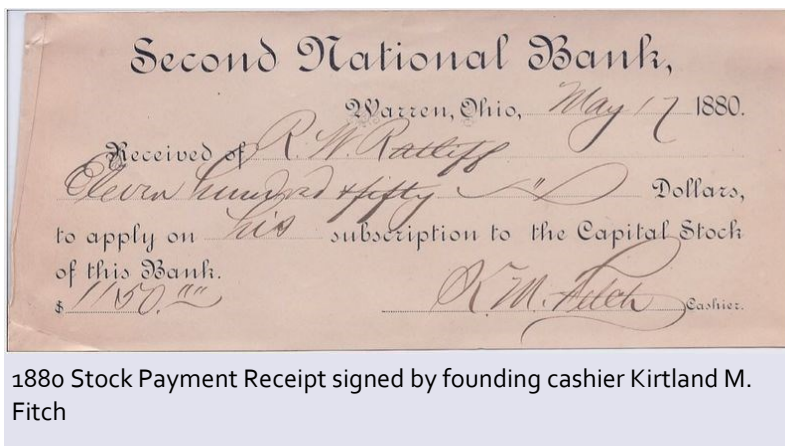 Second National Bank,
Warren, Ohio, May 17 1880.
Received of R. W. Ratliff
Eleven hundred & fifty " Dollars,
to apply on his subscription to the Capital Stock
of this Bank.
$ 1150.00 K. M. Fitch Cashier.
1880 Stock Payment Receipt signed by founding cashier Kirtland M.
Fitch